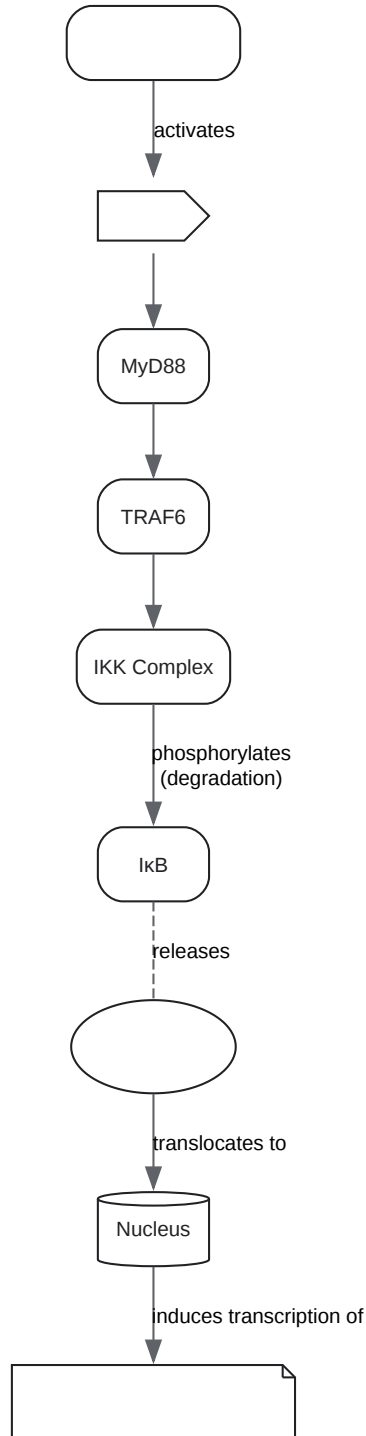 activates
MyD88
TRAF6
IKK Complex
phosphorylates
(degradation)
IκB
releases
translocates to
Nucleus
induces transcription of